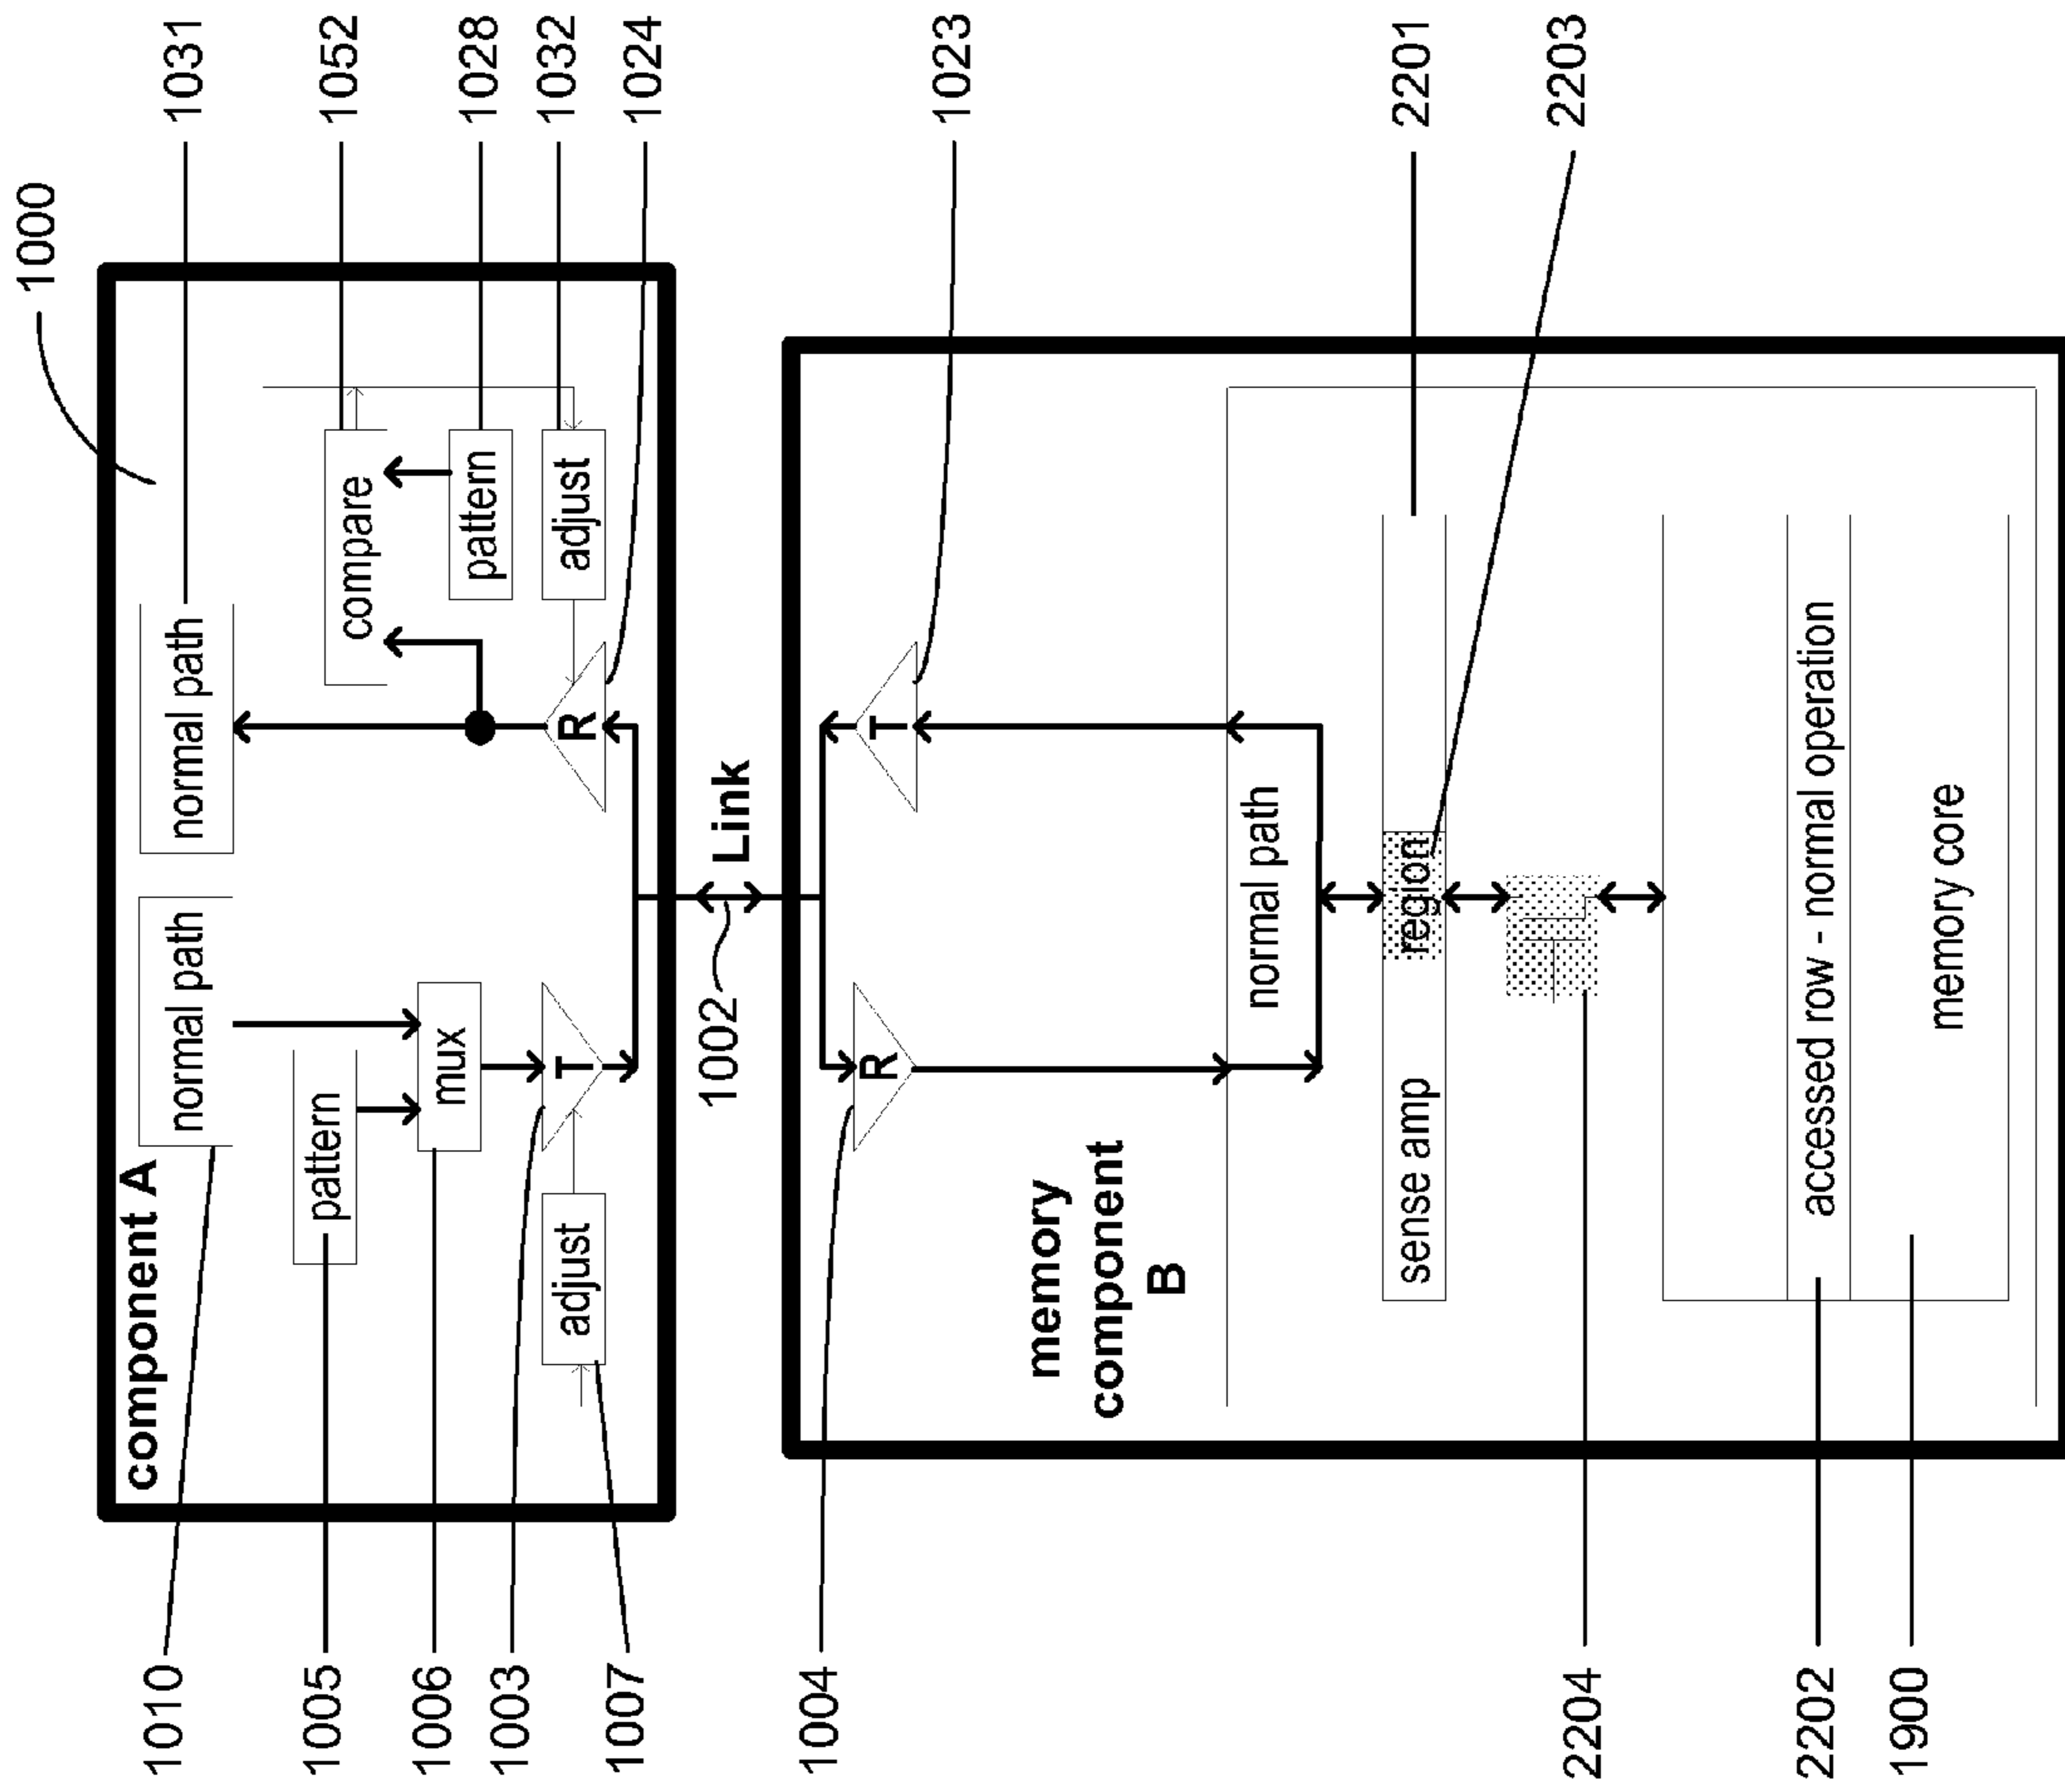 1000
1031
1052
1028
1032
1024
1023
2201
2203
component A
normal path
normal path
pattern
mux
T
adjust
compare
pattern
adjust
R
Link
1002
memory
component
B
R
T
normal path
sense amp
region
accessed row - normal operation
memory core
1010
1005
1006
1003
1007
1004
2204
2202
1900